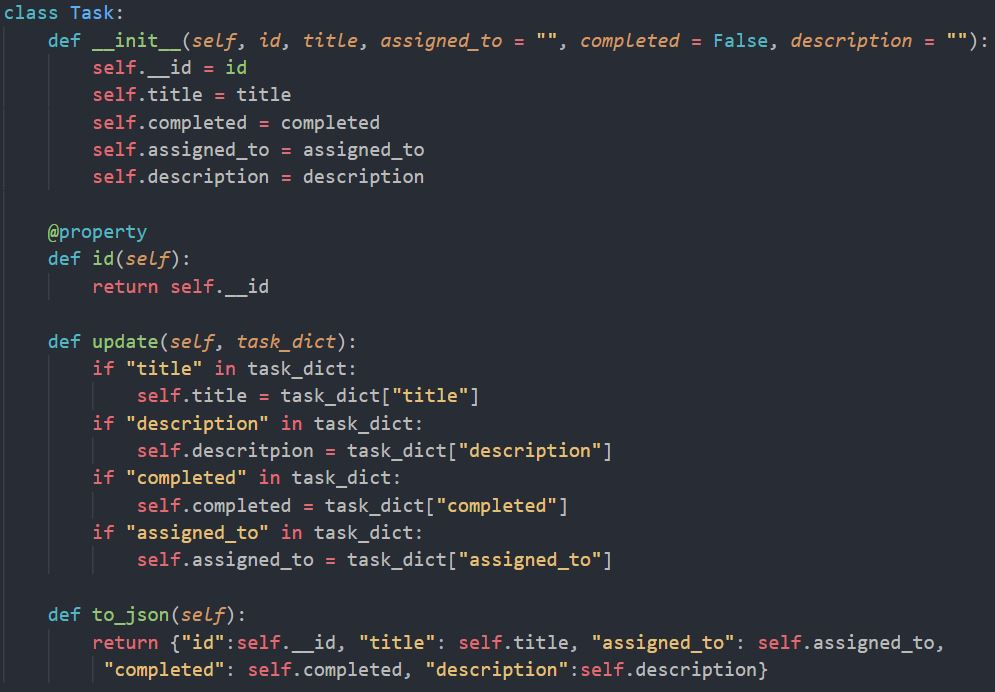 class Task:
    def __init__(self, id, title, assigned_to = "", completed = False, description = ""):
        self.__id = id
        self.title = title
        self.completed = completed
        self.assigned_to = assigned_to
        self.description = description

    @property
    def id(self):
        return self.__id

    def update(self, task_dict):
        if "title" in task_dict:
            self.title = task_dict["title"]
        if "description" in task_dict:
            self.descritpion = task_dict["description"]
        if "completed" in task_dict:
            self.completed = task_dict["completed"]
        if "assigned_to" in task_dict:
            self.assigned_to = task_dict["assigned_to"]

    def to_json(self):
        return {"id":self.__id, "title": self.title, "assigned_to": self.assigned_to,
         "completed": self.completed, "description":self.description}